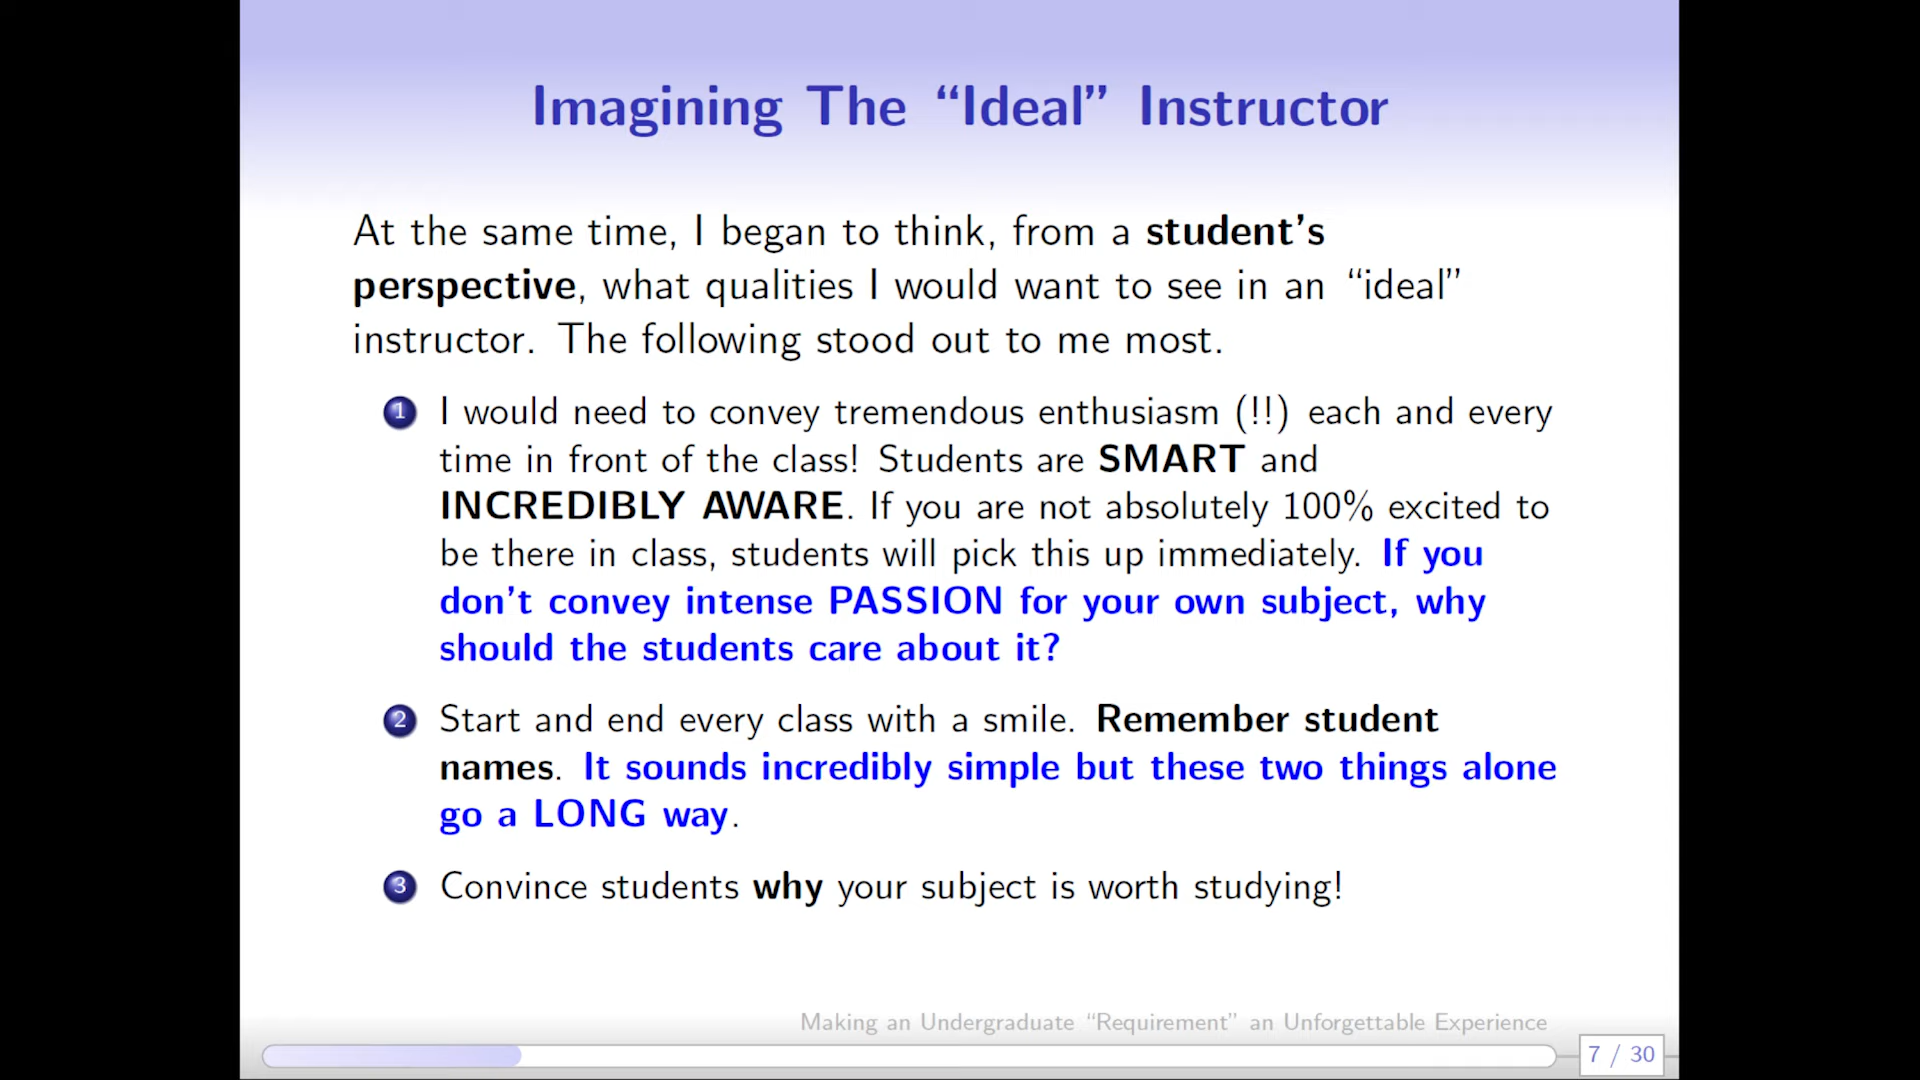 Imagining The “Ideal” Instructor
At the same time, I began to think, from a student’s
perspective, what qualities I would want to see in an “ideal”
instructor. The following stood out to me most.
1 I would need to convey tremendous enthusiasm (!!) each and every
time in front of the class! Students are SMART and
INCREDIBLY AWARE. If you are not absolutely 100% excited to
be there in class, students will pick this up immediately. If you
don’t convey intense PASSION for your own subject, why
should the students care about it?
2 Start and end every class with a smile. Remember student
names. It sounds incredibly simple but these two things alone
go a LONG way.
3 Convince students why your subject is worth studying!
Making an Undergraduate “Requirement” an Unforgettable Experience
7 / 30